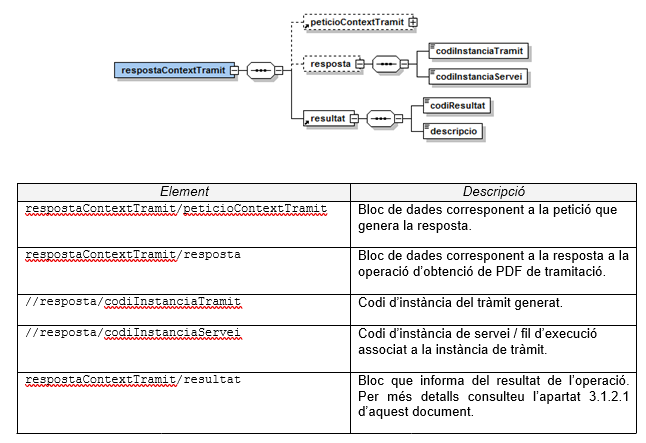 peticioContextTramit
respostaContextTramit
resposta
codiInstanciaTramit
codiInstanciaServei
resultat
codiResultat
descripcio
Element Descripció
respostaContextTramit/peticioContextTramit Bloc de dades corresponent a la petició que
genera la resposta.
respostaContextTramit/resposta Bloc de dades corresponent a la resposta a la
operació d’obtenció de PDF de tramitació.
//resposta/codiInstanciaTramit Codi d’instància del tràmit generat.
//resposta/codiInstanciaServei Codi d’instància de servei / fil d’execució
associat a la instància de tràmit.
respostaContextTramit/resultat Bloc que informa del resultat de l’operació.
Per més detalls consulteu l’apartat 3.1.2.1
d’aquest document.